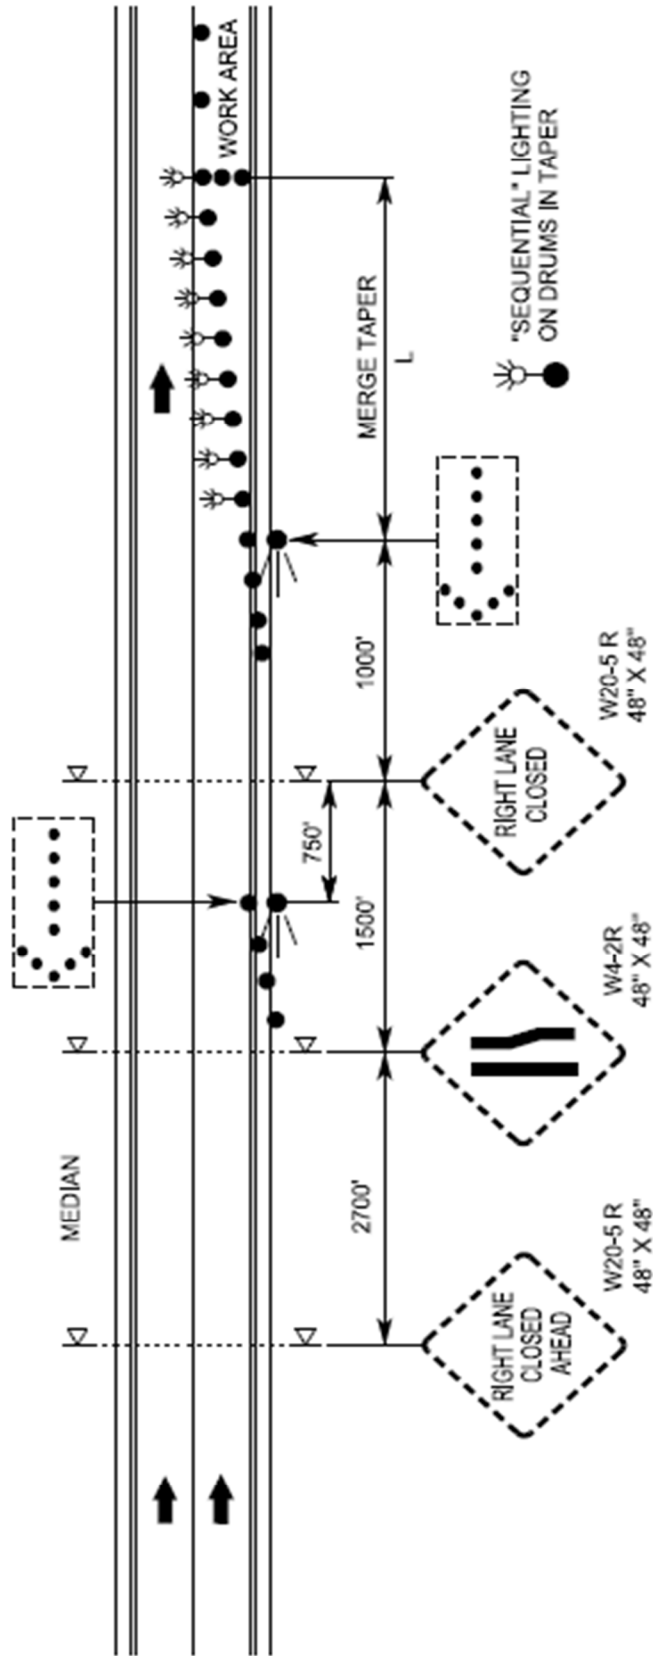 MEDIAN
WORK AREA
2700'
1500'
750'
1000'
MERGE TAPER
L
"SEQUENTIAL" LIGHTING
ON DRUMS IN TAPER
RIGHT LANE
CLOSED
AHEAD
W20-5 R
48" X 48"
W4-2R
48" X 48"
RIGHT LANE
CLOSED
W20-5 R
48" X 48"